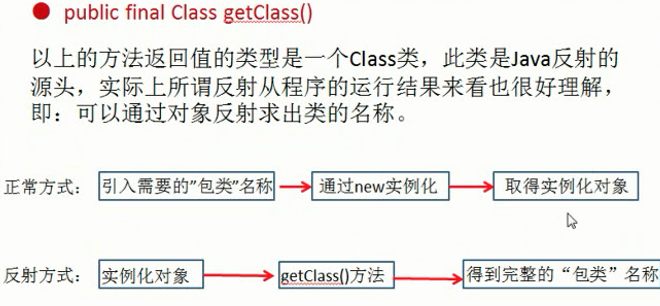 ● public final Class getClass()
以上的方法返回值的类型是一个Class类，此类是Java反射的
源头，实际上所谓反射从程序的运行结果来看也很好理解，
即：可以通过对象反射求出类的名称。
正常方式： 引入需要的”包类”名称 通过new实例化 取得实例化对象
反射方式： 实例化对象 getClass()方法 得到完整的“包类”名称